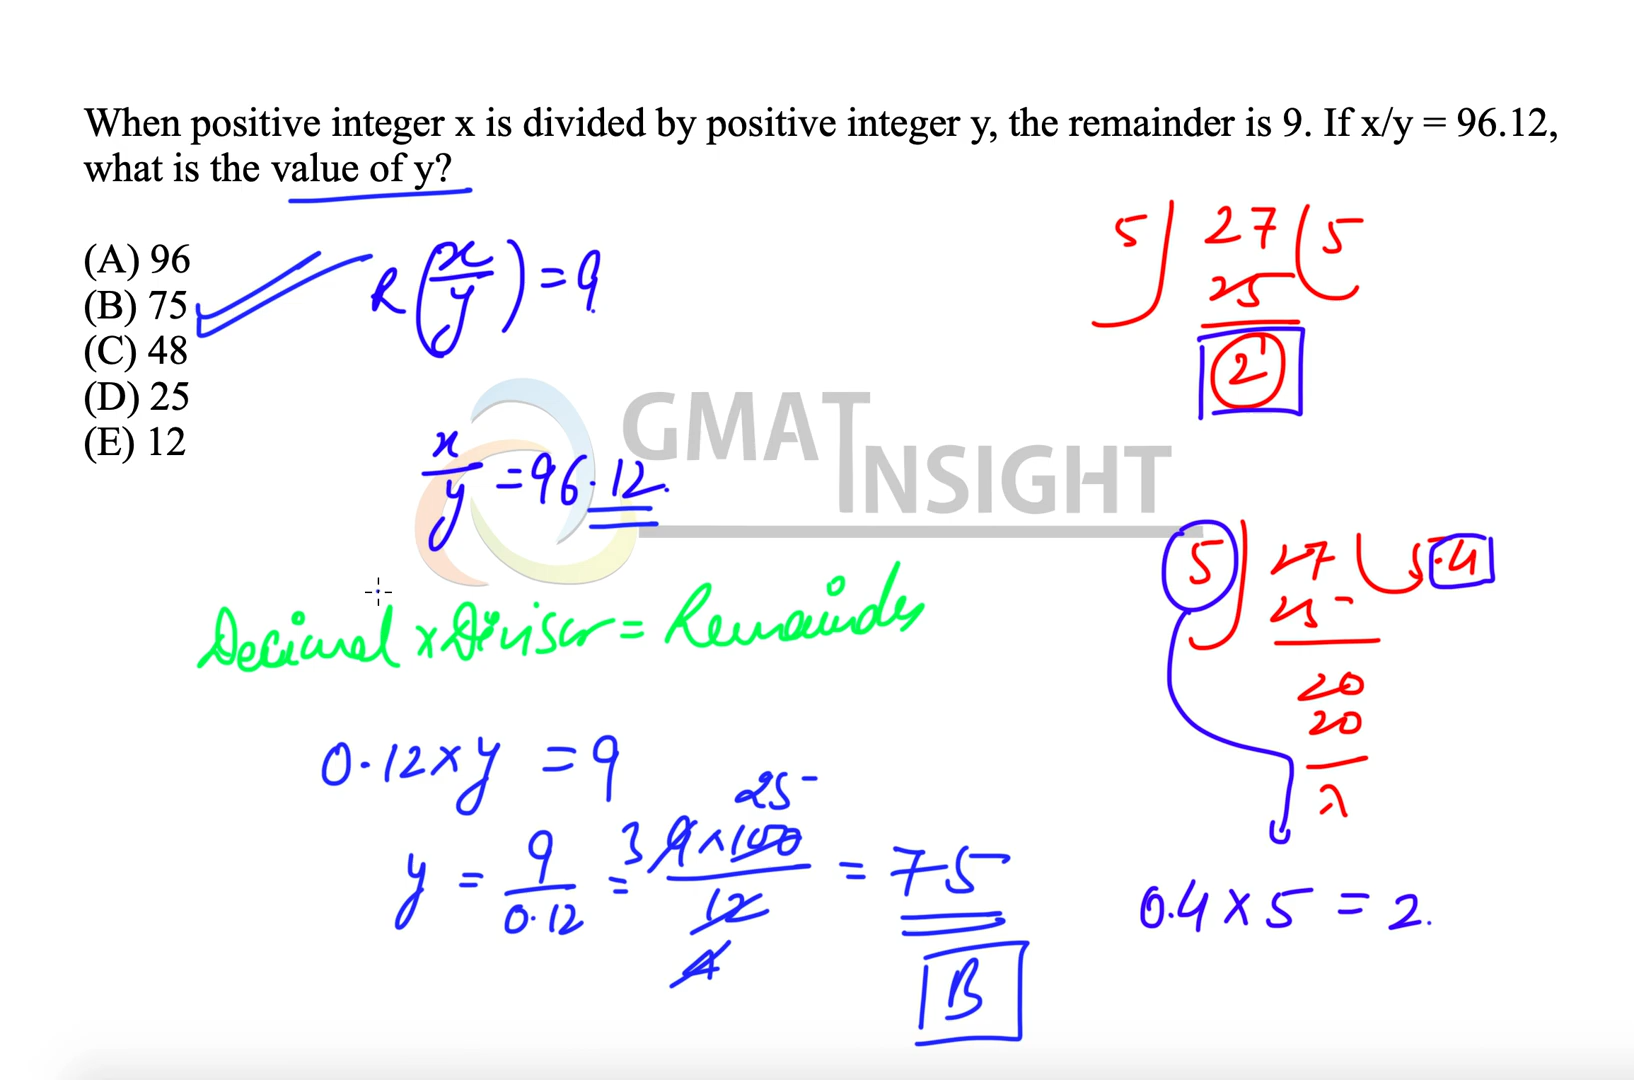 When positive integer x is divided by positive integer y, the remainder is 9. If x/y = 96.12,
what is the value of y?
(A) 96
(B) 75
(C) 48
(D) 25
(E) 12
R(x/y) = 9
5) 27 (5
25
2
GMAT
INSIGHT
x/y = 96.12
5) 27 (5.4
25
20
20
Decimal x Divisor = Remainder
0.12 x y = 9
y = 9/0.12 = 9 x 100/12 = 75
3
25
4
B
0.4 x 5 = 2.